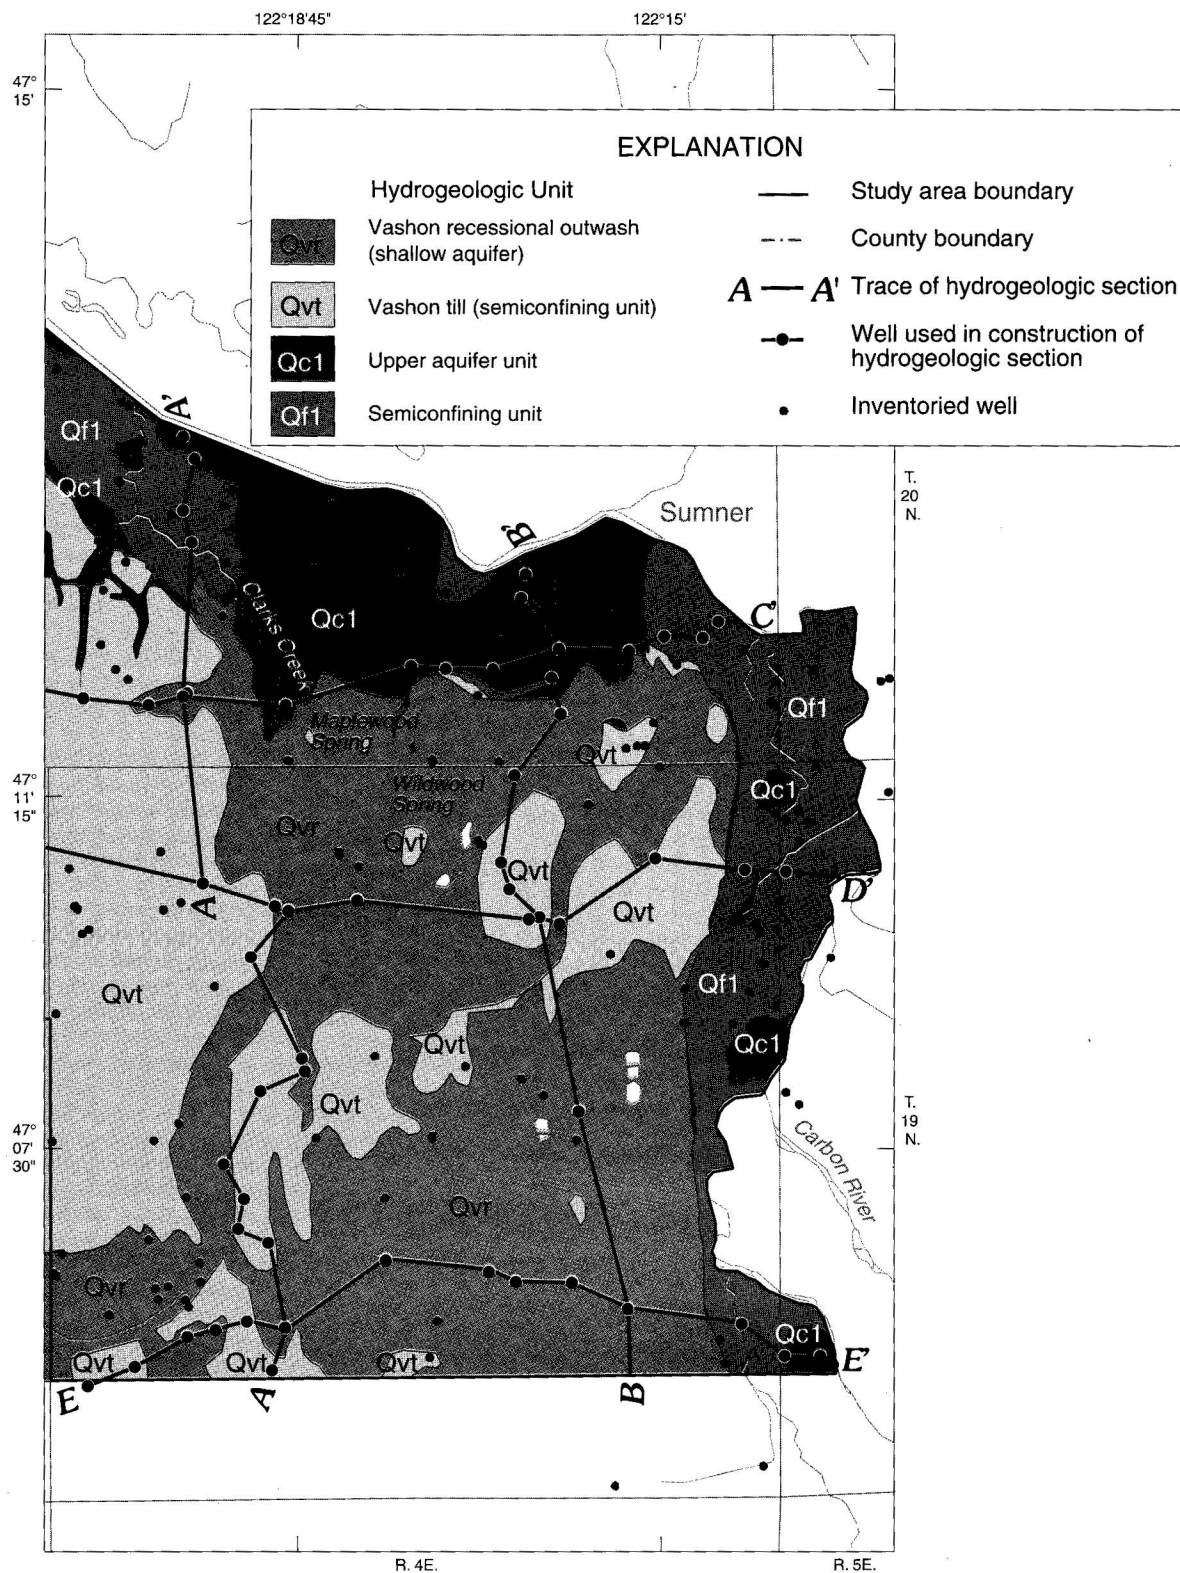 122°18'45"
122°15'
47°
15'
EXPLANATION
Hydrogeologic Unit
Qvr
Vashon recessional outwash
(shallow aquifer)
Qvt
Vashon till (semiconfining unit)
Qc1
Upper aquifer unit
Qf1
Semiconfining unit
Study area boundary
County boundary
A
A'
Trace of hydrogeologic section
Well used in construction of
hydrogeologic section
Inventoried well
A'
Qf1
Qc1
T.
20
N.
Sumner
B'
Clarks Creek
Qc1
C'
Qf1
Maplewood
Spring
Qvt
47°
11'
15"
Wildwood
Spring
Qc1
Qvr
Qvt
Qvt
A
Qvt
D'
Qvt
Qf1
Qvt
Qc1
Qvt
47°
07'
30"
T.
19
N.
Carbon River
Qvr
Qvr
Qc1
Qvt
Qvt
Qvt
E'
E
A
B
R. 4E.
R. 5E.